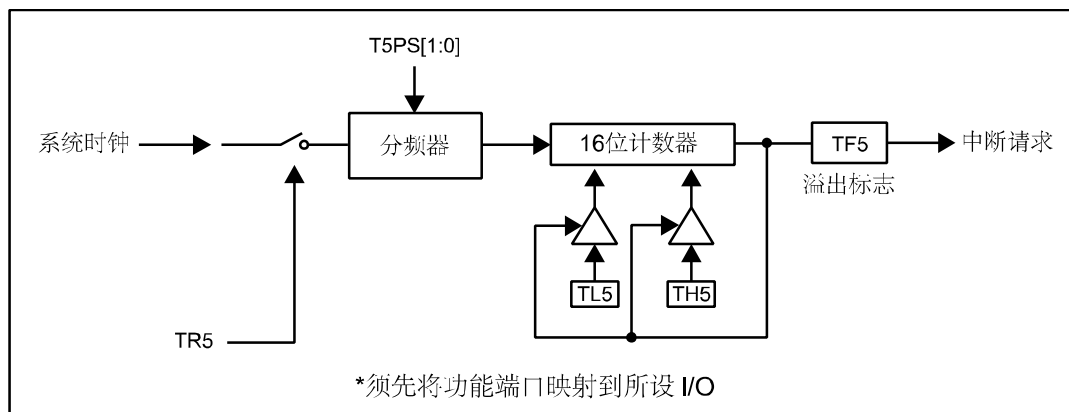 T5PS[1:0]
系统时钟
分频器
16位计数器
TF5
中断请求
溢出标志
TL5
TH5
TR5
*须先将功能端口映射到所设 I/O